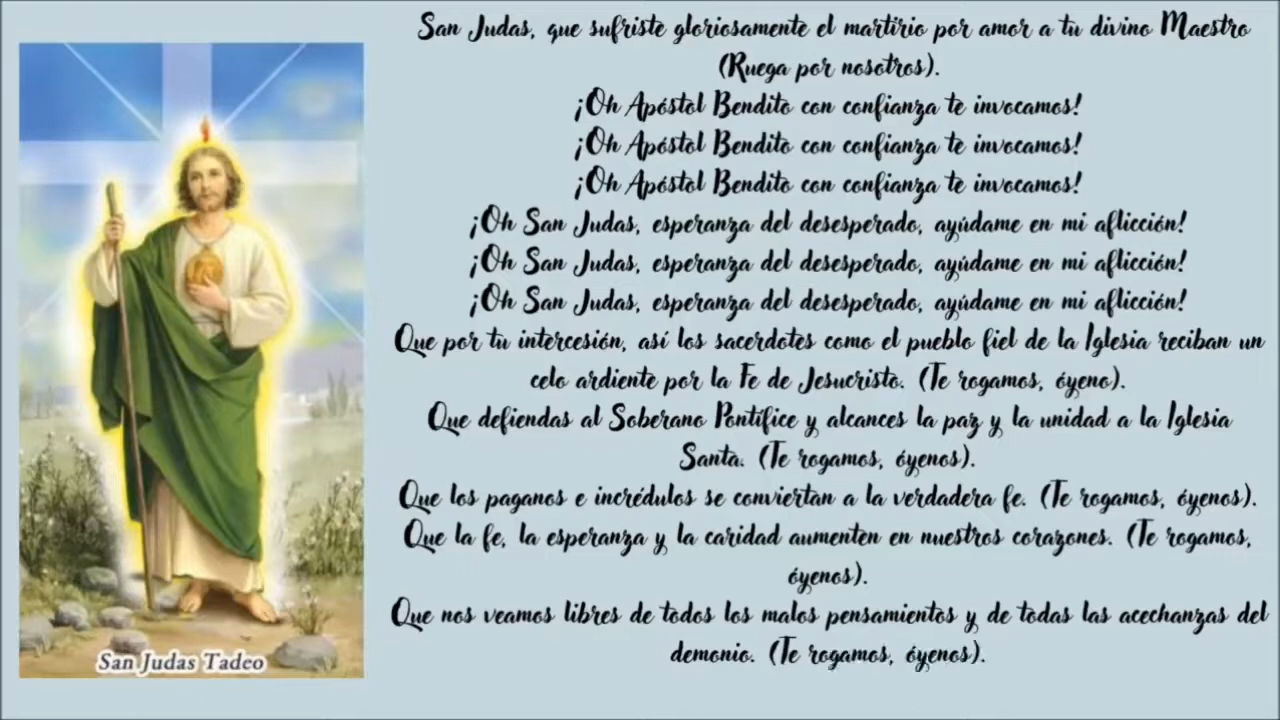 San Judas, que sufriste gloriosamente el martirio por amor a tu divino Maestro
(Ruega por nosotros).
¡Oh Apóstol Bendito con confianza te invocamos!
¡Oh Apóstol Bendito con confianza te invocamos!
¡Oh Apóstol Bendito con confianza te invocamos!
¡Oh San Judas, esperanza del desesperado, ayúdame en mi aflicción!
¡Oh San Judas, esperanza del desesperado, ayúdame en mi aflicción!
¡Oh San Judas, esperanza del desesperado, ayúdame en mi aflicción!
Que por tu intercesión, así los sacerdotes como el pueblo fiel de la Iglesia reciban un
celo ardiente por la Fe de Jesucristo. (Te rogamos, óyeno).
Que defiendas al Soberano Pontífice y alcances la paz y la unidad a la Iglesia
Santa. (Te rogamos, óyenos).
Que los paganos e incrédulos se conviertan a la verdadera fe. (Te rogamos, óyenos).
Que la fe, la esperanza y la caridad aumenten en nuestros corazones. (Te rogamos,
óyenos).
Que nos veamos libres de todos los malos pensamientos y de todas las acechanzas del
demonio. (Te rogamos, óyenos).
San Judas Tadeo